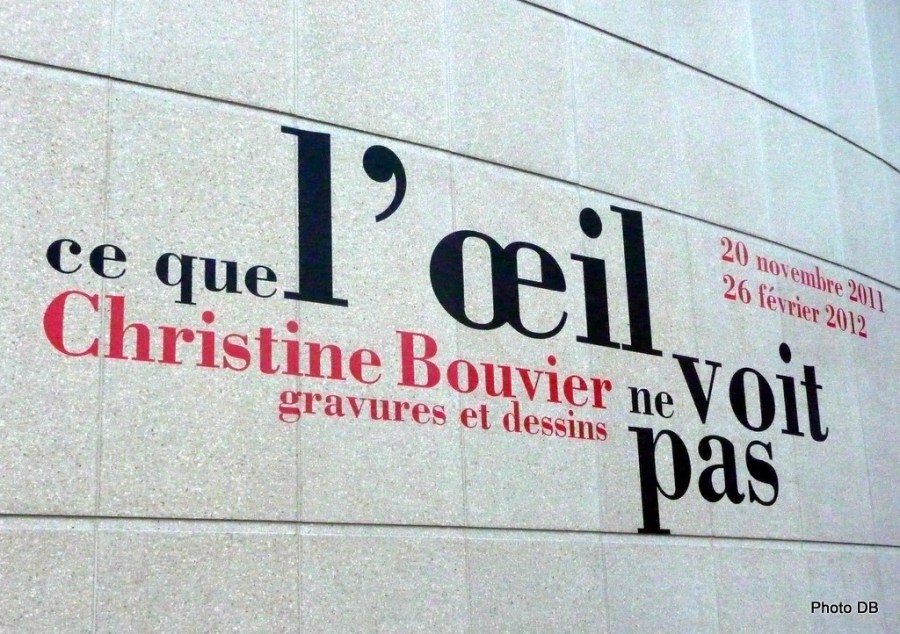 ce que l'œil
ne voit
pas
Christine Bouvier
gravures et dessins
20 novembre 2011
26 février 2012
Photo DB